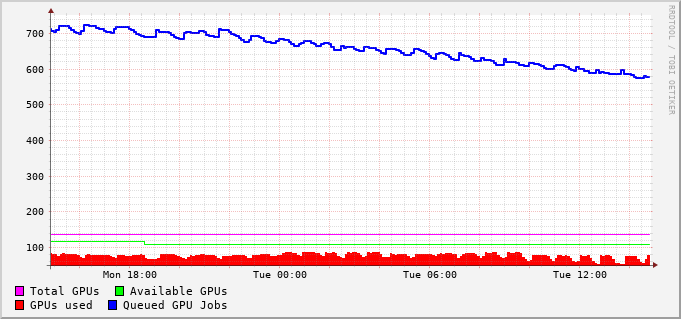 700
600
500
400
300
200
100
Mon 18:00 Tue 00:00 Tue 06:00 Tue 12:00
Total GPUs Available GPUs
GPUs used Queued GPU Jobs
RRDTOOL / TOBI OETIKER